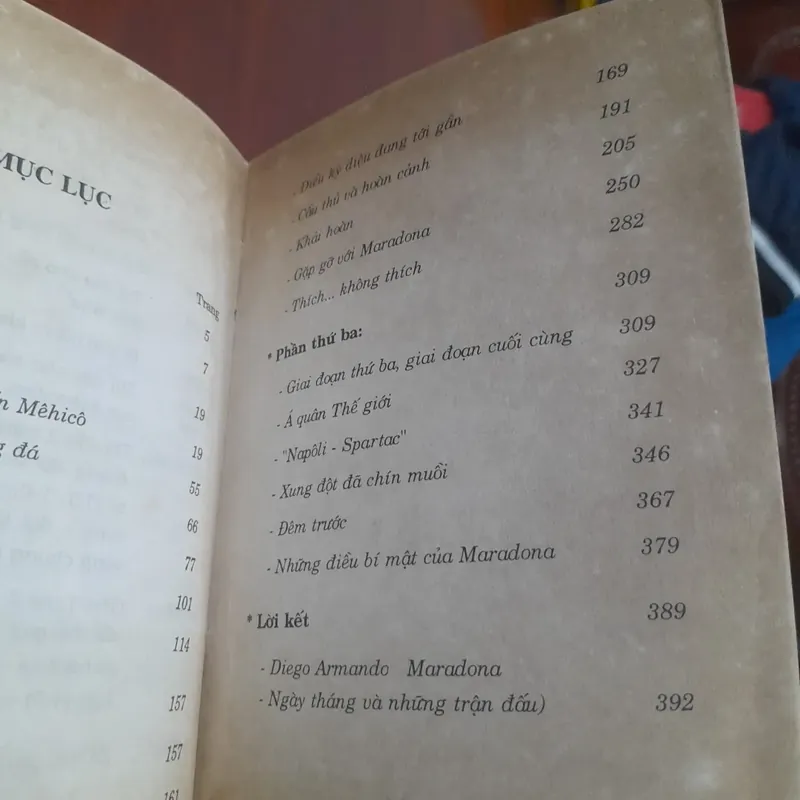 MỤC LỤC
Trang
5
7
Mêhicô 19
đá 19
55
66
77
101
114
157
157
161
- Điều kỳ diệu đang tới gần 169
- Cầu thủ và hoàn cảnh 191
- Khải hoàn 205
- Gặp gỡ với Maradona 250
- Thích... không thích 282
* Phần thứ ba: 309
- Giai đoạn thứ ba, giai đoạn cuối cùng 309
- Á quân Thế giới 327
- "Napôli - Spartac" 341
- Xung đột đã chín muồi 346
- Đêm trước 367
- Những điều bí mật của Maradona 379
* Lời kết 389
- Diego Armando Maradona
- Ngày tháng và những trận đấu) 392